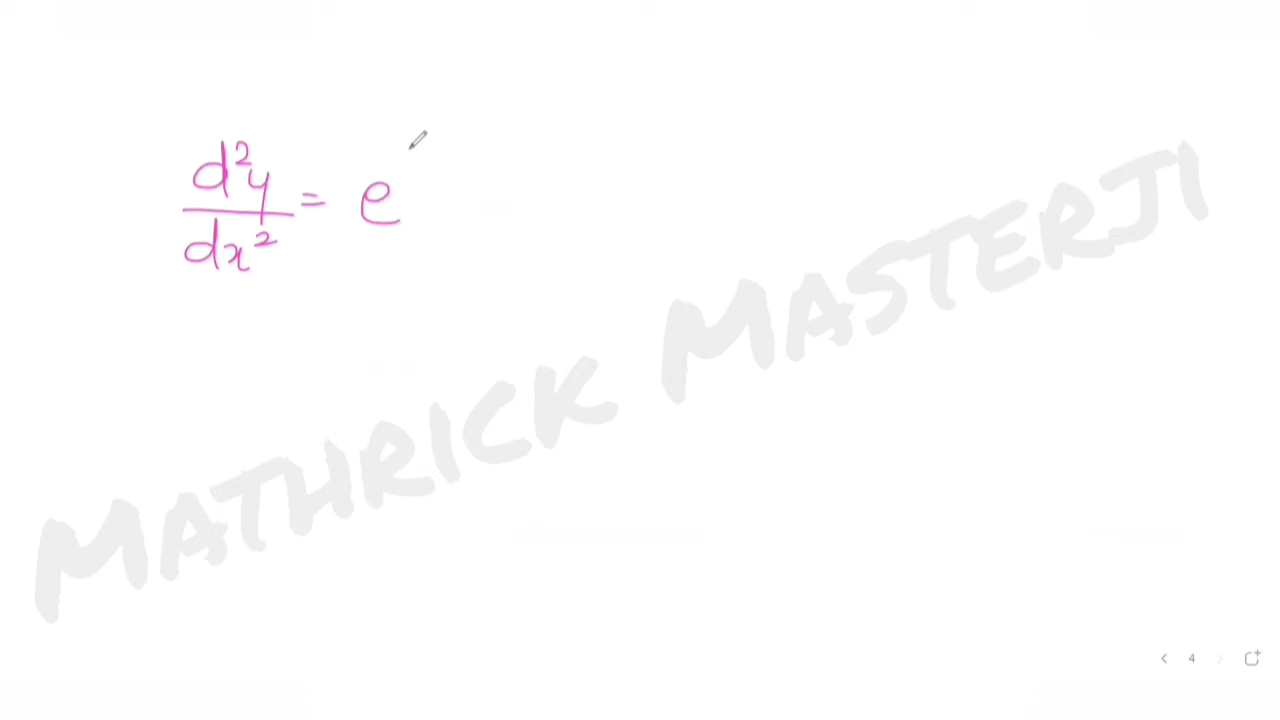 d²y/dx² = e
MATHRICK MASTERJI
4